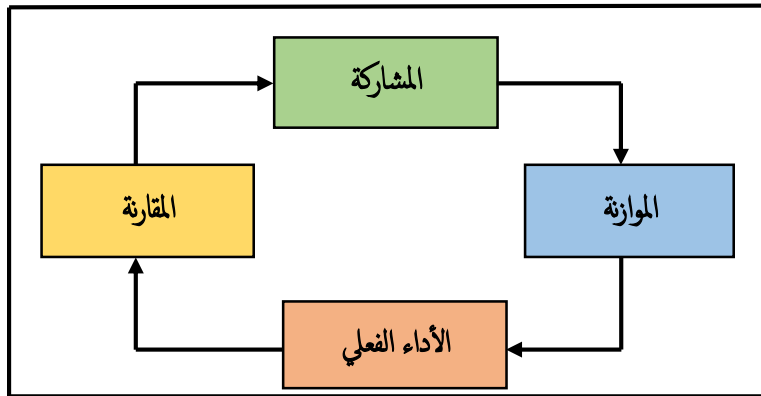 المشاركة
الموازنة
المقارنة
الأداء الفعلي